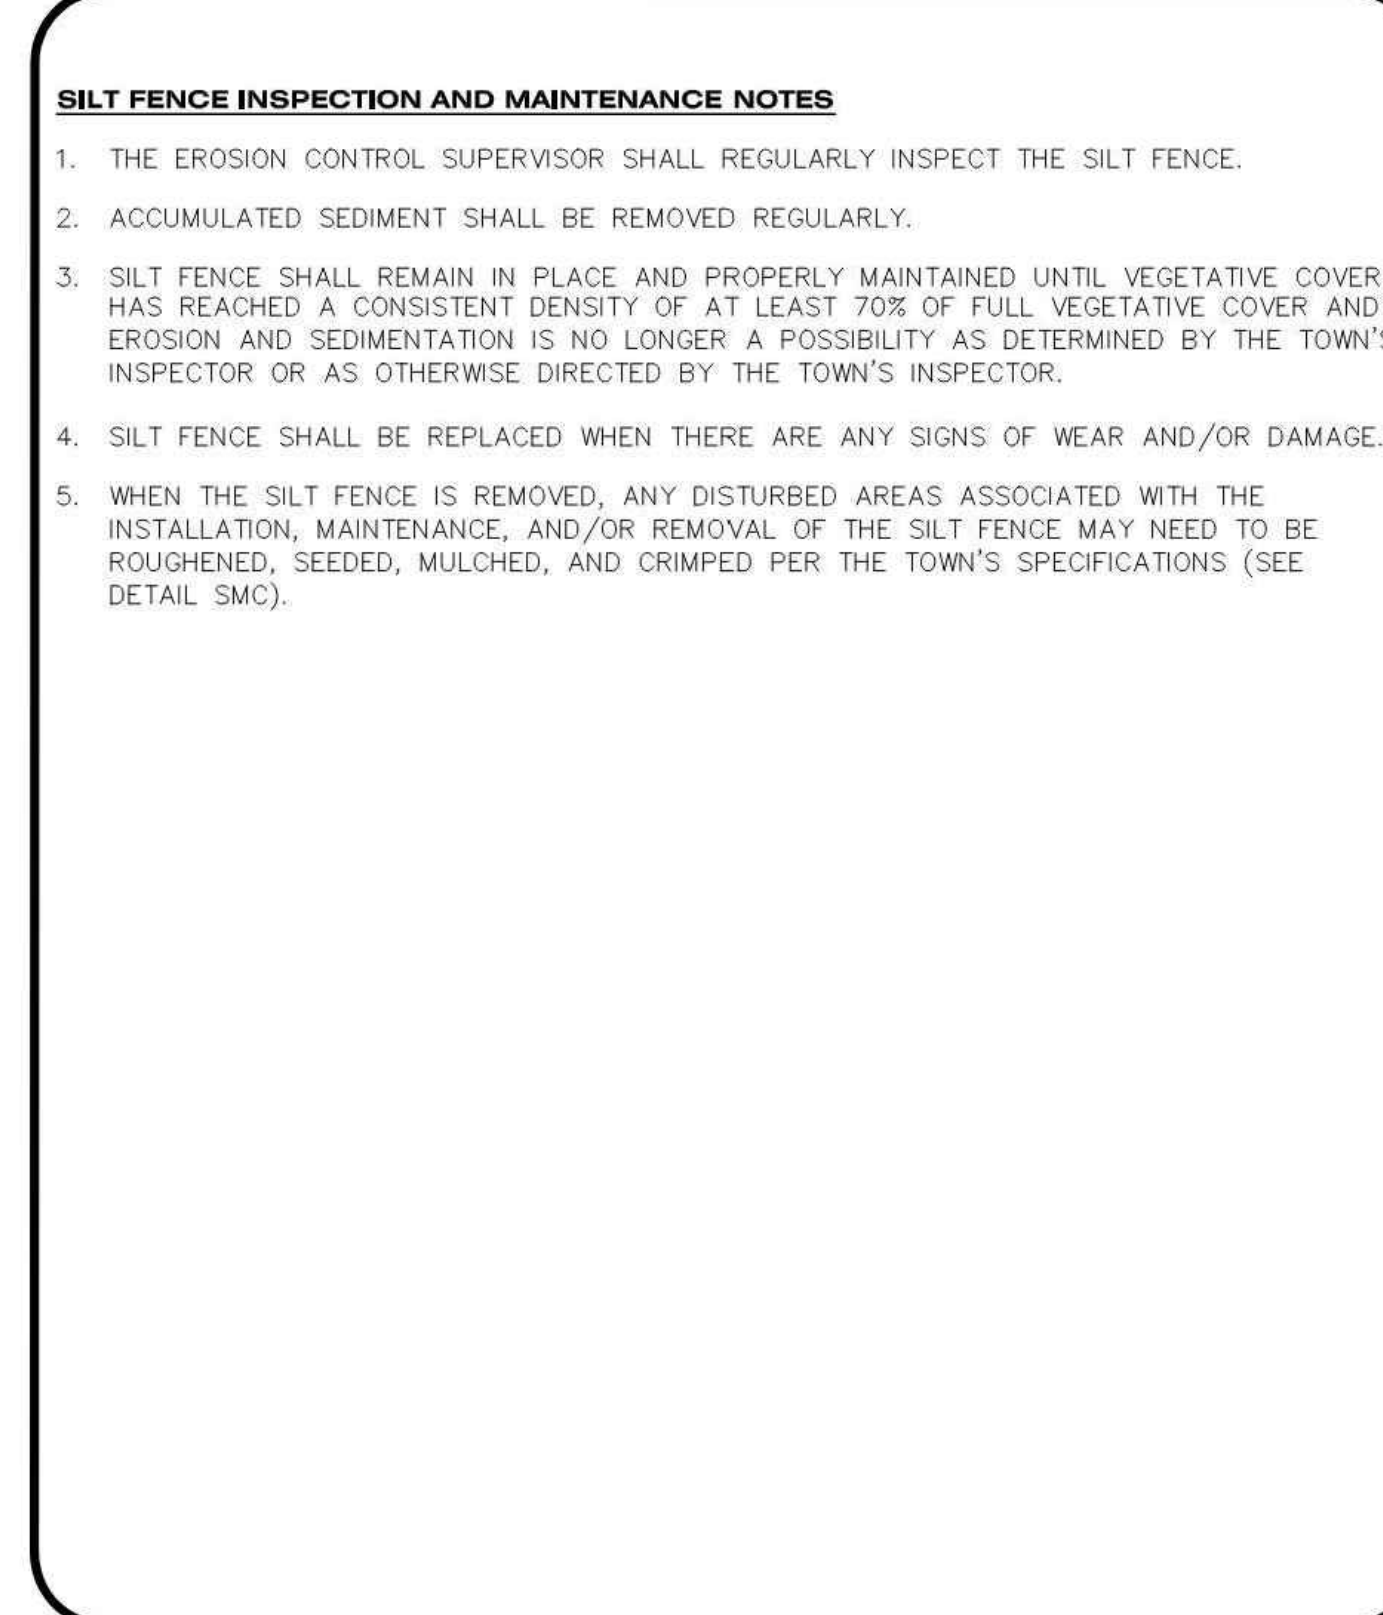 SILT FENCE INSPECTION AND MAINTENANCE NOTES
1. THE EROSION CONTROL SUPERVISOR SHALL REGULARLY INSPECT THE SILT FENCE.
2. ACCUMULATED SEDIMENT SHALL BE REMOVED REGULARLY.
3. SILT FENCE SHALL REMAIN IN PLACE AND PROPERLY MAINTAINED UNTIL VEGETATIVE COVER
HAS REACHED A CONSISTENT DENSITY OF AT LEAST 70% OF FULL VEGETATIVE COVER AND
EROSION AND SEDIMENTATION IS NO LONGER A POSSIBILITY AS DETERMINED BY THE TOWN'S
INSPECTOR OR AS OTHERWISE DIRECTED BY THE TOWN'S INSPECTOR.
4. SILT FENCE SHALL BE REPLACED WHEN THERE ARE ANY SIGNS OF WEAR AND/OR DAMAGE.
5. WHEN THE SILT FENCE IS REMOVED, ANY DISTURBED AREAS ASSOCIATED WITH THE
INSTALLATION, MAINTENANCE, AND/OR REMOVAL OF THE SILT FENCE MAY NEED TO BE
ROUGHENED, SEEDED, MULCHED, AND CRIMPED PER THE TOWN'S SPECIFICATIONS (SEE
DETAIL SMC).